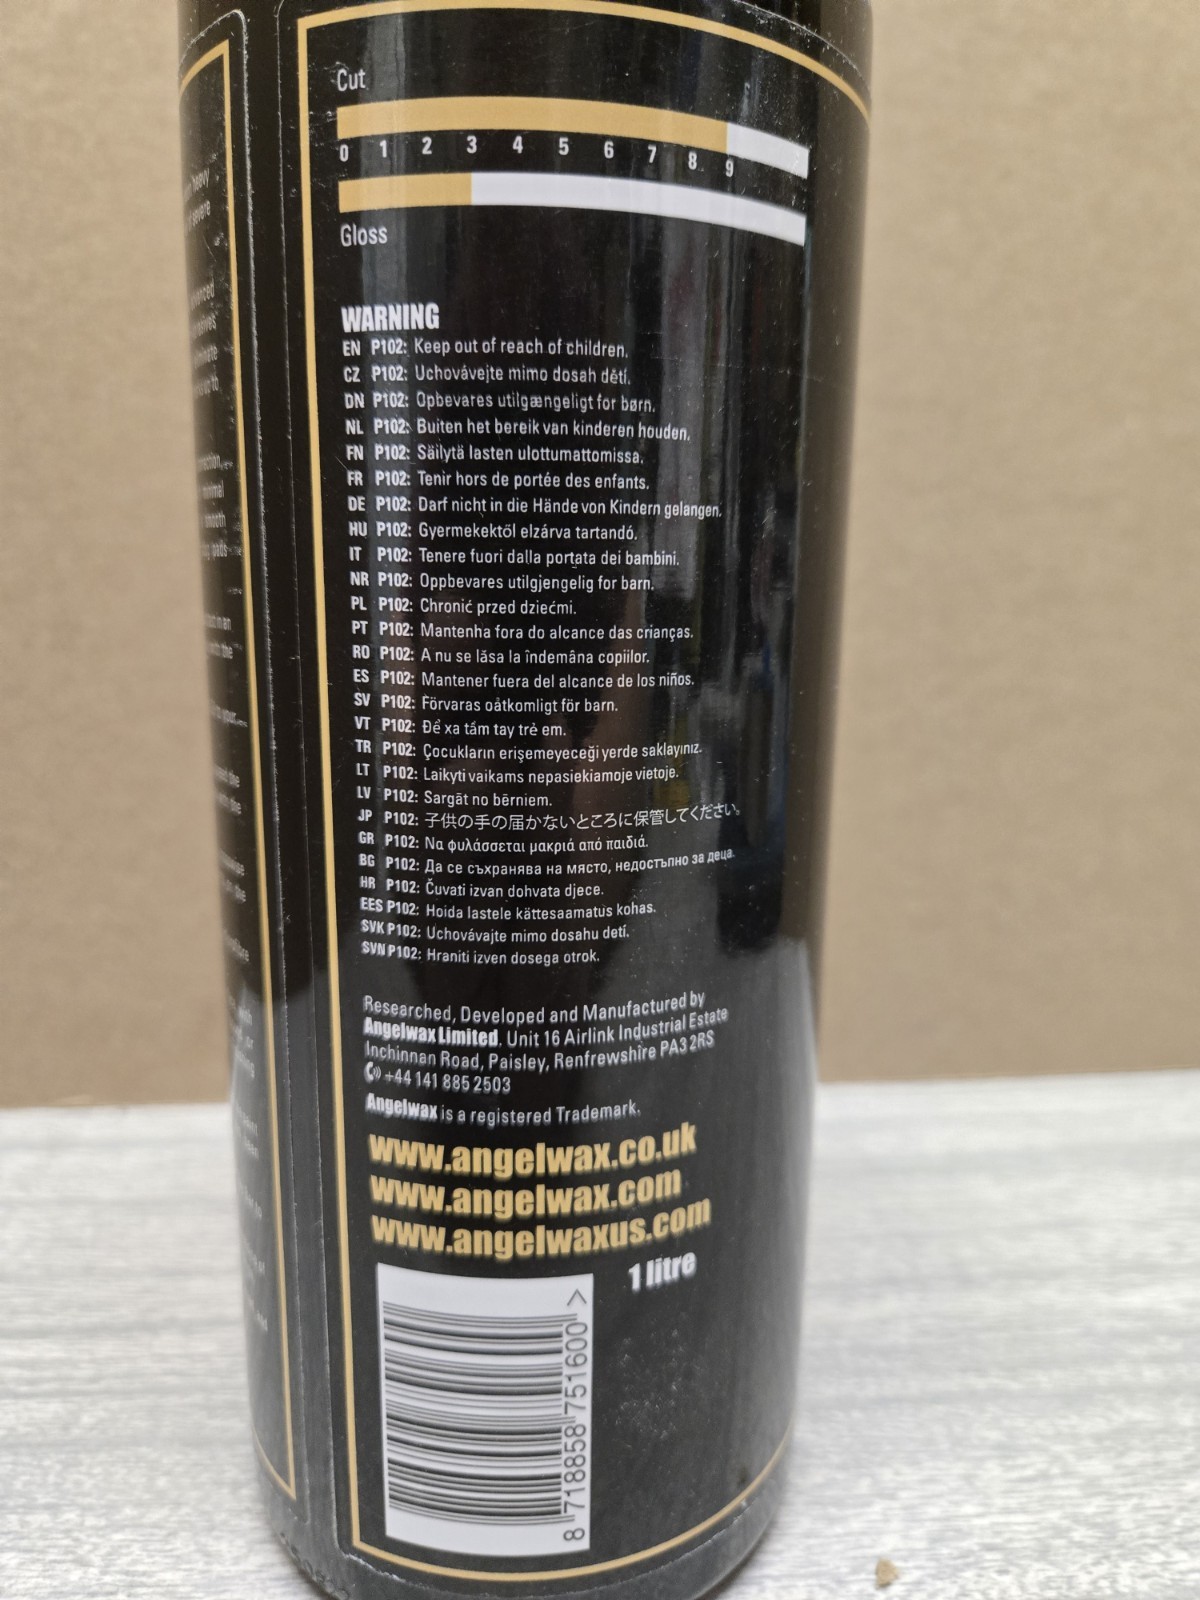 Cut
0 1 2 3 4 5 6 7 8 9
Gloss
WARNING
EN P102: Keep out of reach of children.
CZ P102: Uchovávejte mimo dosah dětí.
DN P102: Opbevares utilgængeligt for børn.
NL P102: Buiten het bereik van kinderen houden.
FN P102: Säilytä lasten ulottumattomissa.
FR P102: Tenir hors de portée des enfants.
DE P102: Darf nicht in die Hände von Kindern gelangen.
HU P102: Gyermekektöl elzárva tartandó.
IT P102: Tenere fuori dalla portata dei bambini.
NR P102: Oppbevares utilgjengelig for barn.
PL P102: Chronić przed dziećmi.
PT P102: Mantenha fora do alcance das crianças.
RO P102: A nu se lăsa la îndemâna copiilor.
ES P102: Mantener fuera del alcance de los niños.
SV P102: Förvaras oåtkomligt för barn.
VT P102: Để xa tầm tay trẻ em.
TR P102: Çocukların erişemeyeceği yerde saklayınız.
LT P102: Laikyti vaikams nepasiekiamoje vietoje.
LV P102: Sargāt no bērniem.
JP P102: 子供の手の届かないところに保管してください。
GR P102: Να φυλάσσεται μακριά από παιδιά.
BG P102: Да се съхранява на място, недостъпно за деца.
HR P102: Čuvati izvan dohvata djece.
EES P102: Hoida lastele kättesaamatus kohas.
SVK P102: Uchovávajte mimo dosahu detí.
SVN P102: Hraniti izven dosega otrok.
Researched, Developed and Manufactured by
Angelwax Limited. Unit 16 Airlink Industrial Estate
Inchinnan Road, Paisley, Renfrewshire PA3 2RS
+44 141 885 2503
Angelwax is a registered Trademark.
www.angelwax.co.uk
www.angelwax.com
www.angelwaxus.com
1 litre
8 718858 751600 >